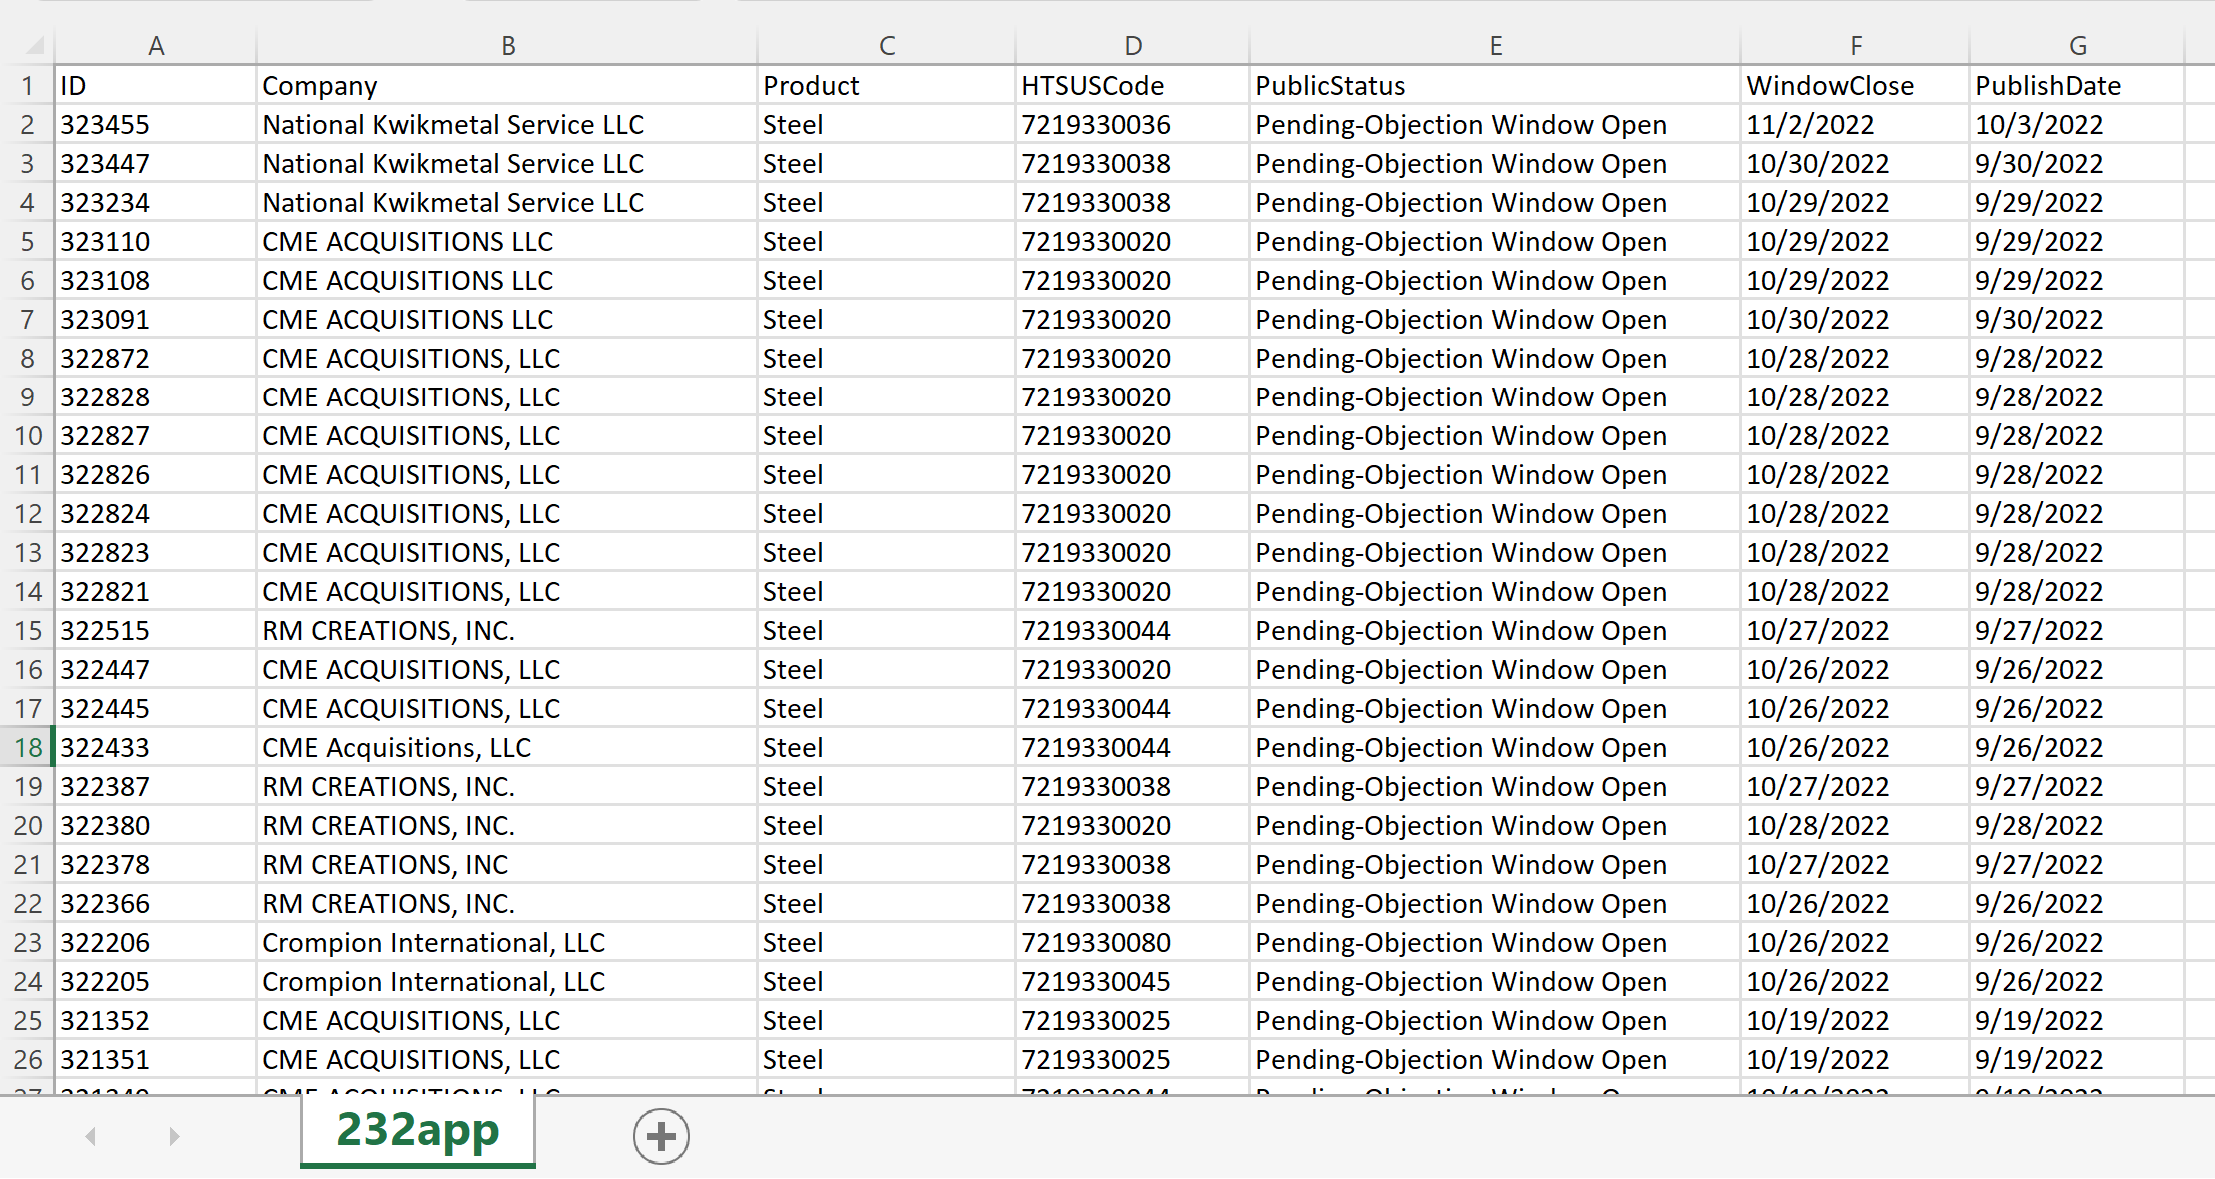 A B C D E F G
1 ID Company Product HTSUSCode PublicStatus WindowClose PublishDate
2 323455 National Kwikmetal Service LLC Steel 7219330036 Pending-Objection Window Open 11/2/2022 10/3/2022
3 323447 National Kwikmetal Service LLC Steel 7219330038 Pending-Objection Window Open 10/30/2022 9/30/2022
4 323234 National Kwikmetal Service LLC Steel 7219330038 Pending-Objection Window Open 10/29/2022 9/29/2022
5 323110 CME ACQUISITIONS LLC Steel 7219330020 Pending-Objection Window Open 10/29/2022 9/29/2022
6 323108 CME ACQUISITIONS LLC Steel 7219330020 Pending-Objection Window Open 10/29/2022 9/29/2022
7 323091 CME ACQUISITIONS LLC Steel 7219330020 Pending-Objection Window Open 10/30/2022 9/30/2022
8 322872 CME ACQUISITIONS, LLC Steel 7219330020 Pending-Objection Window Open 10/28/2022 9/28/2022
9 322828 CME ACQUISITIONS, LLC Steel 7219330020 Pending-Objection Window Open 10/28/2022 9/28/2022
10 322827 CME ACQUISITIONS, LLC Steel 7219330020 Pending-Objection Window Open 10/28/2022 9/28/2022
11 322826 CME ACQUISITIONS, LLC Steel 7219330020 Pending-Objection Window Open 10/28/2022 9/28/2022
12 322824 CME ACQUISITIONS, LLC Steel 7219330020 Pending-Objection Window Open 10/28/2022 9/28/2022
13 322823 CME ACQUISITIONS, LLC Steel 7219330020 Pending-Objection Window Open 10/28/2022 9/28/2022
14 322821 CME ACQUISITIONS, LLC Steel 7219330020 Pending-Objection Window Open 10/28/2022 9/28/2022
15 322515 RM CREATIONS, INC. Steel 7219330044 Pending-Objection Window Open 10/27/2022 9/27/2022
16 322447 CME ACQUISITIONS, LLC Steel 7219330020 Pending-Objection Window Open 10/26/2022 9/26/2022
17 322445 CME ACQUISITIONS, LLC Steel 7219330044 Pending-Objection Window Open 10/26/2022 9/26/2022
18 322433 CME Acquisitions, LLC Steel 7219330044 Pending-Objection Window Open 10/26/2022 9/26/2022
19 322387 RM CREATIONS, INC. Steel 7219330038 Pending-Objection Window Open 10/27/2022 9/27/2022
20 322380 RM CREATIONS, INC. Steel 7219330020 Pending-Objection Window Open 10/28/2022 9/28/2022
21 322378 RM CREATIONS, INC Steel 7219330038 Pending-Objection Window Open 10/27/2022 9/27/2022
22 322366 RM CREATIONS, INC. Steel 7219330038 Pending-Objection Window Open 10/26/2022 9/26/2022
23 322206 Crompion International, LLC Steel 7219330080 Pending-Objection Window Open 10/26/2022 9/26/2022
24 322205 Crompion International, LLC Steel 7219330045 Pending-Objection Window Open 10/26/2022 9/26/2022
25 321352 CME ACQUISITIONS, LLC Steel 7219330025 Pending-Objection Window Open 10/19/2022 9/19/2022
26 321351 CME ACQUISITIONS, LLC Steel 7219330025 Pending-Objection Window Open 10/19/2022 9/19/2022
232app